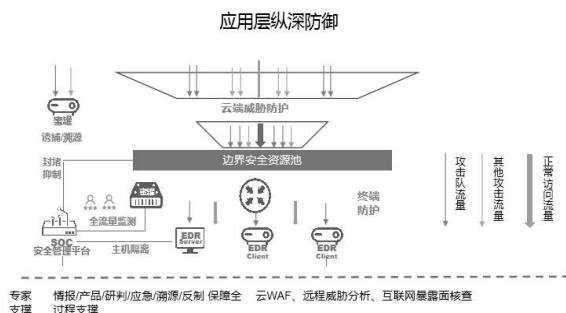 应用层纵深防御
云端威胁防护
蜜罐
诱捕/溯源
边界安全资源池
封堵
抑制
全流量监测
终端
防护
SOC
安全管理平台
主机隔离
EDR
Server
EDR
Client
EDR
Client
攻击队流量
其他攻击流量
正常访问流量
专家 情报/产品/研判/应急/溯源/反制 保障全 云WAF、远程威胁分析、互联网暴露面核查
支撑 过程支撑